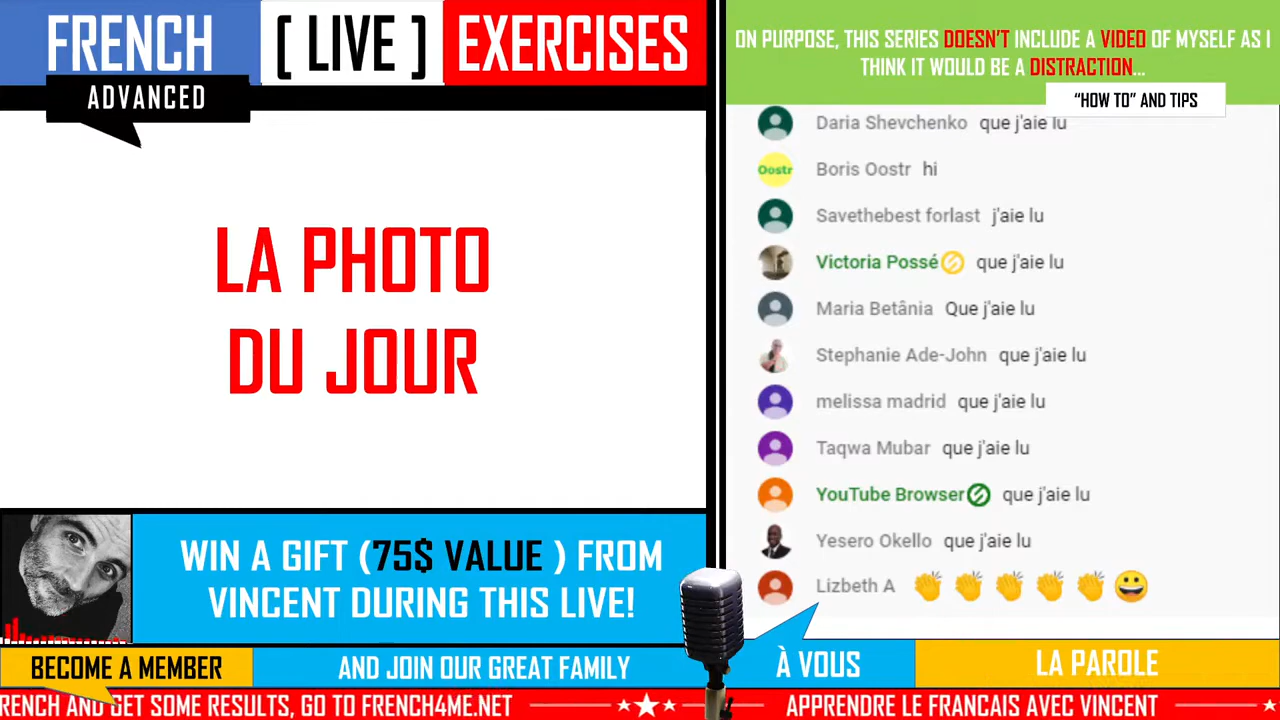 FRENCH
[ LIVE ]
EXERCISES
ADVANCED
LA PHOTO
DU JOUR
WIN A GIFT (75$ VALUE ) FROM
VINCENT DURING THIS LIVE!
BECOME A MEMBER
AND JOIN OUR GREAT FAMILY
ON PURPOSE, THIS SERIES DOESN'T INCLUDE A VIDEO OF MYSELF AS I
THINK IT WOULD BE A DISTRACTION...
“HOW TO” AND TIPS
Daria Shevchenko que j'aie lu
Oostr
Boris Oostr hi
Savethebest forlast j'aie lu
Victoria Possé que j'aie lu
Maria Betânia Que j'aie lu
Stephanie Ade-John que j'aie lu
melissa madrid que j'aie lu
Taqwa Mubar que j'aie lu
YouTube Browser que j'aie lu
Yesero Okello que j'aie lu
Lizbeth A 👏👏👏👏👏😀
À VOUS
LA PAROLE
RENCH AND GET SOME RESULTS, GO TO FRENCH4ME.NET
APPRENDRE LE FRANCAIS AVEC VINCENT